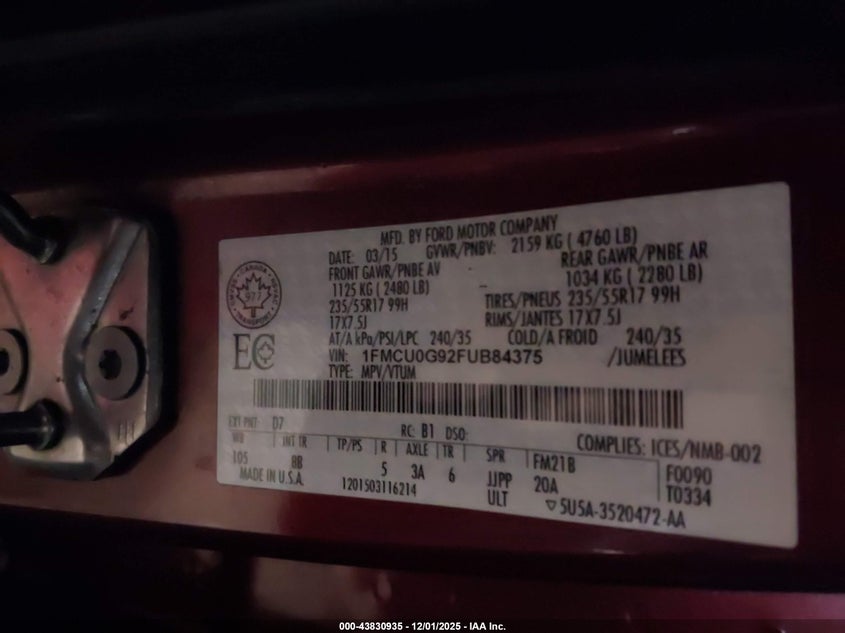 MFD. BY FORD MOTOR COMPANY
DATE: 03/15 GVWR/PNBV: 2159 KG ( 4760 LB)
FRONT GAWR/PNBE AV REAR GAWR/PNBE AR
1125 KG ( 2480 LB) 1034 KG ( 2280 LB)
235/55R17 99H TIRES/PNEUS 235/55R17 99H
17X7.5J RIMS/JANTES 17X7.5J
AT/A kPa/PSI/LPC 240/35 COLD/A FROID 240/35
VIN: 1FMCU0G92FUB84375 /JUMELEES
TYPE: MPV/VTUM
CANADA
977
TRANSPORT
EC
EXT PNT: D7 RC: B1 DSO: COMPLIES: ICES/NMB-002
WB INT TR TP/PS R AXLE TR SPR FM21B F0090
105 8B 5 3A 6 JJPP 20A T0334
MADE IN U.S.A. 1201503116214 ULT ▽5U5A-3520472-AA
000-43830935 - 12/01/2025 - IAA Inc.